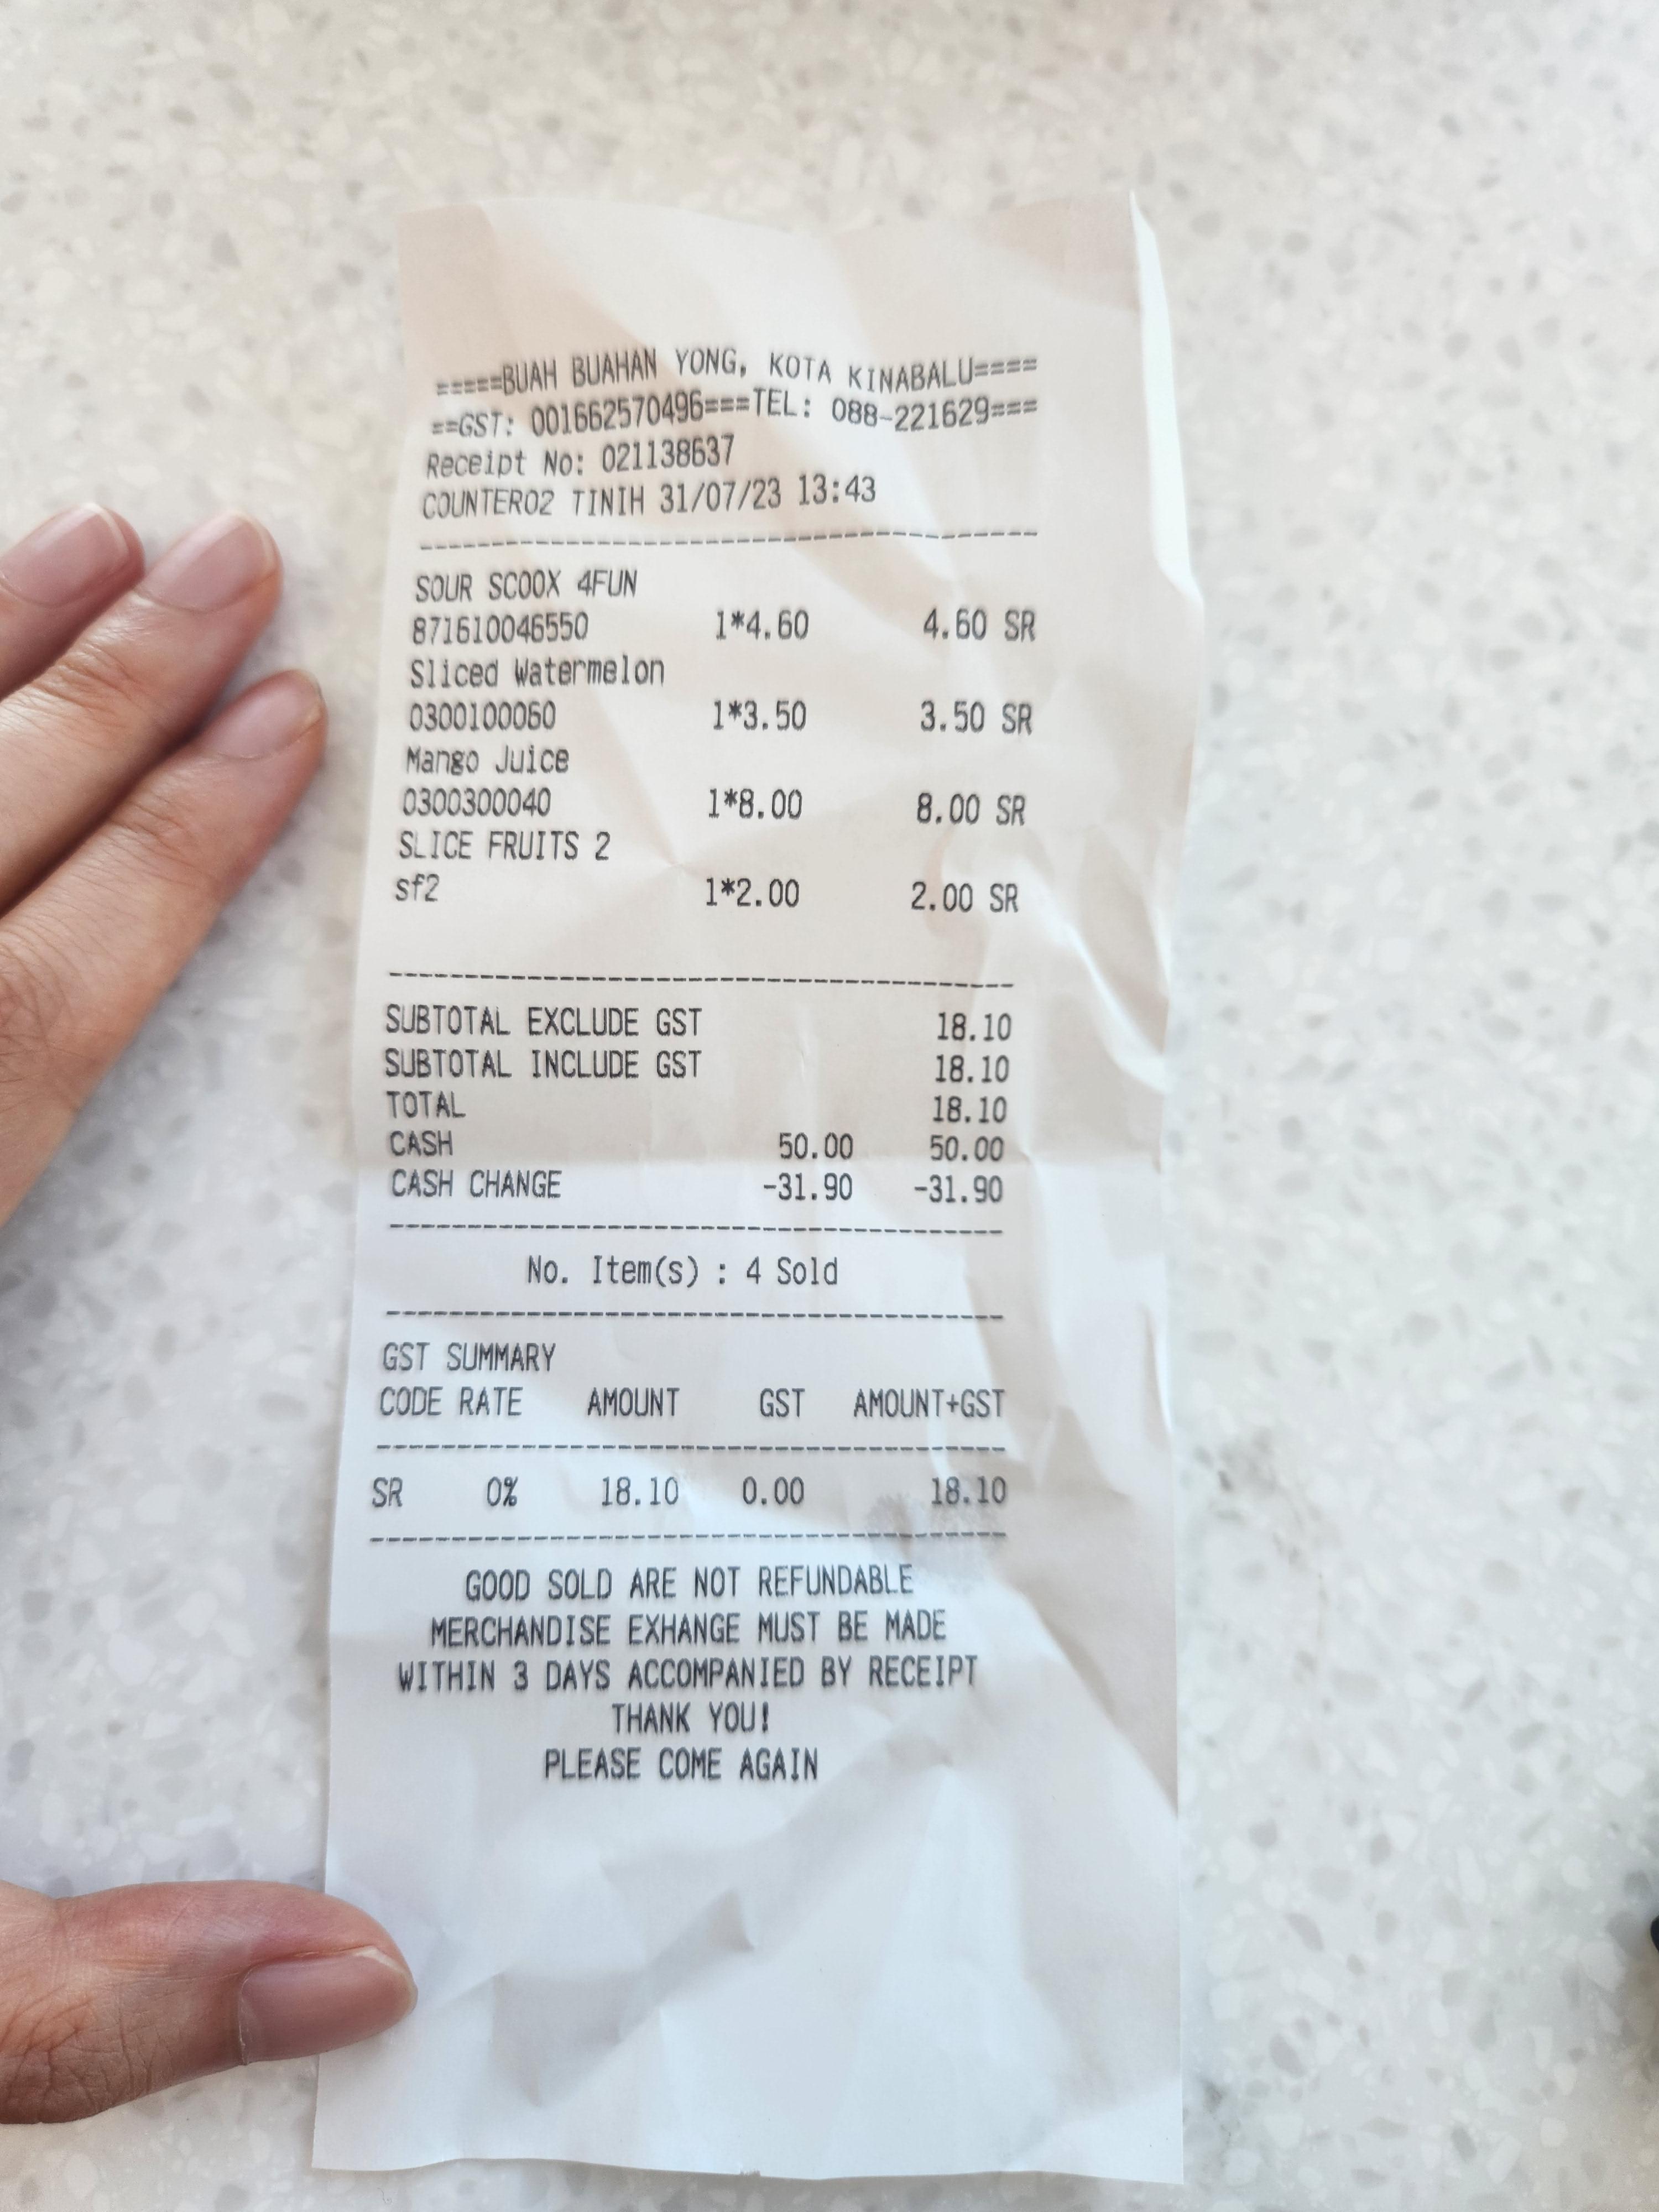 =====BUAH BUAHAN YONG, KOTA KINABALU====
==GST: 001662570496===TEL: 088-221629===
Receipt No: 021138637
COUNTER02 TINIH 31/07/23 13:43
----------------------------------------
SOUR SCOOX 4FUN
871610046550 1*4.60 4.60 SR
Sliced Watermelon
0300100060 1*3.50 3.50 SR
Mango Juice
0300300040 1*8.00 8.00 SR
SLICE FRUITS 2
sf2 1*2.00 2.00 SR
----------------------------------------
SUBTOTAL EXCLUDE GST 18.10
SUBTOTAL INCLUDE GST 18.10
TOTAL 18.10
CASH 50.00 50.00
CASH CHANGE -31.90 -31.90
----------------------------------------
No. Item(s) : 4 Sold
----------------------------------------
GST SUMMARY
CODE RATE AMOUNT GST AMOUNT+GST
----------------------------------------
SR 0% 18.10 0.00 18.10
----------------------------------------
GOOD SOLD ARE NOT REFUNDABLE
MERCHANDISE EXHANGE MUST BE MADE
WITHIN 3 DAYS ACCOMPANIED BY RECEIPT
THANK YOU!
PLEASE COME AGAIN